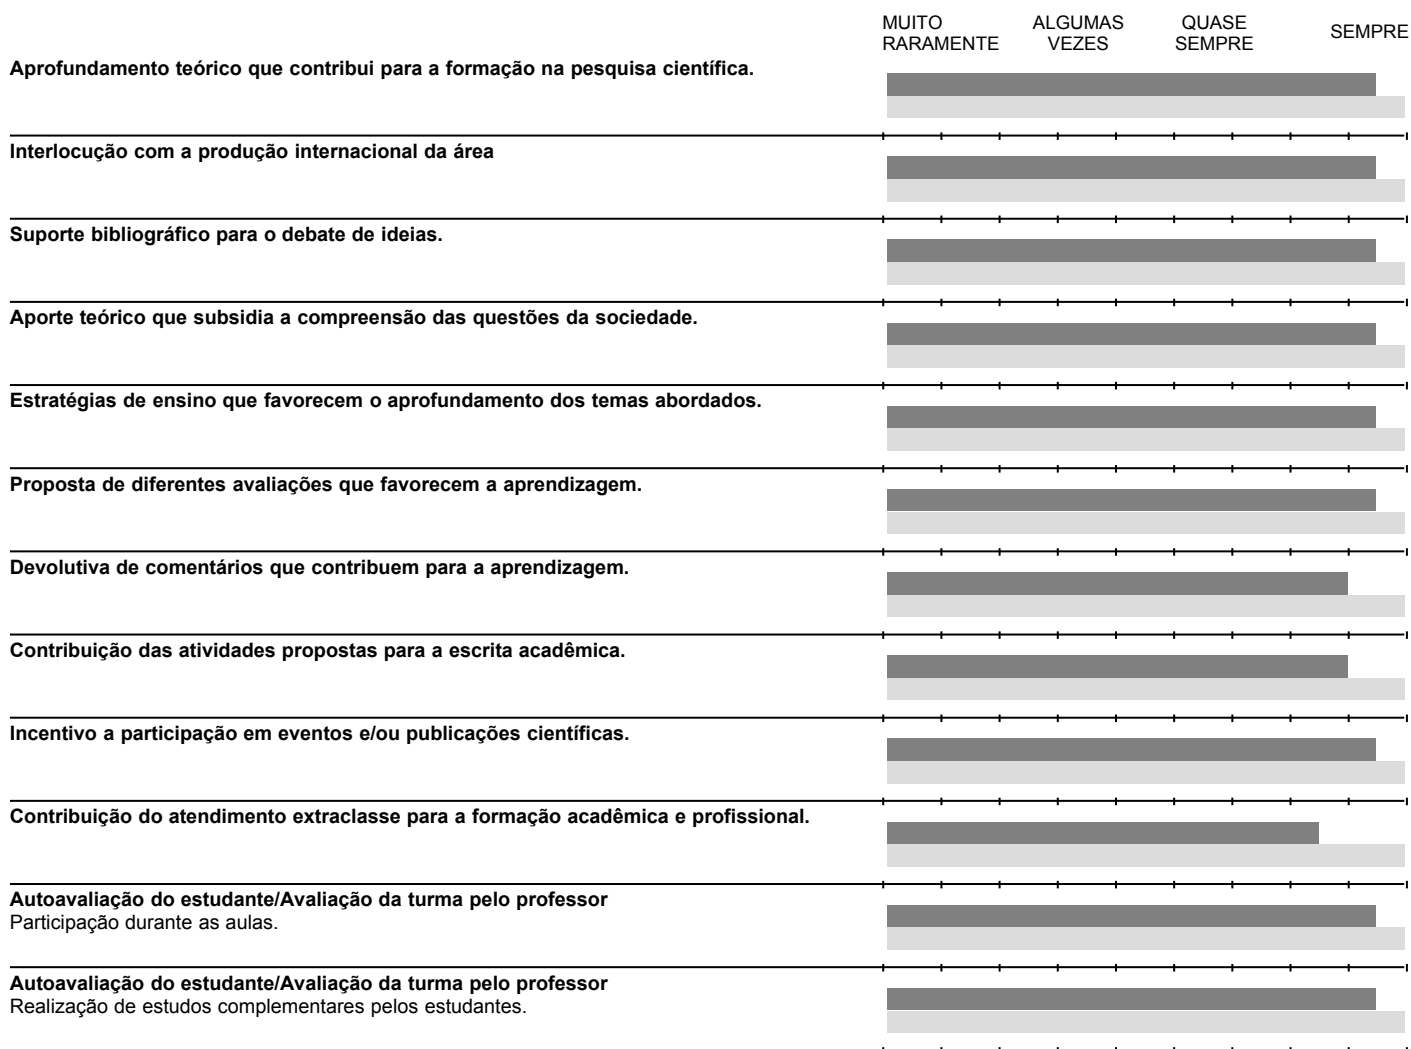 MUITO RARAMENTE ALGUMAS VEZES QUASE SEMPRE SEMPRE
Aprofundamento teórico que contribui para a formação na pesquisa científica.
Interlocução com a produção internacional da área
Suporte bibliográfico para o debate de ideias.
Aporte teórico que subsidia a compreensão das questões da sociedade.
Estratégias de ensino que favorecem o aprofundamento dos temas abordados.
Proposta de diferentes avaliações que favorecem a aprendizagem.
Devolutiva de comentários que contribuem para a aprendizagem.
Contribuição das atividades propostas para a escrita acadêmica.
Incentivo a participação em eventos e/ou publicações científicas.
Contribuição do atendimento extraclasse para a formação acadêmica e profissional.
Autoavaliação do estudante/Avaliação da turma pelo professor
Participação durante as aulas.
Autoavaliação do estudante/Avaliação da turma pelo professor
Realização de estudos complementares pelos estudantes.